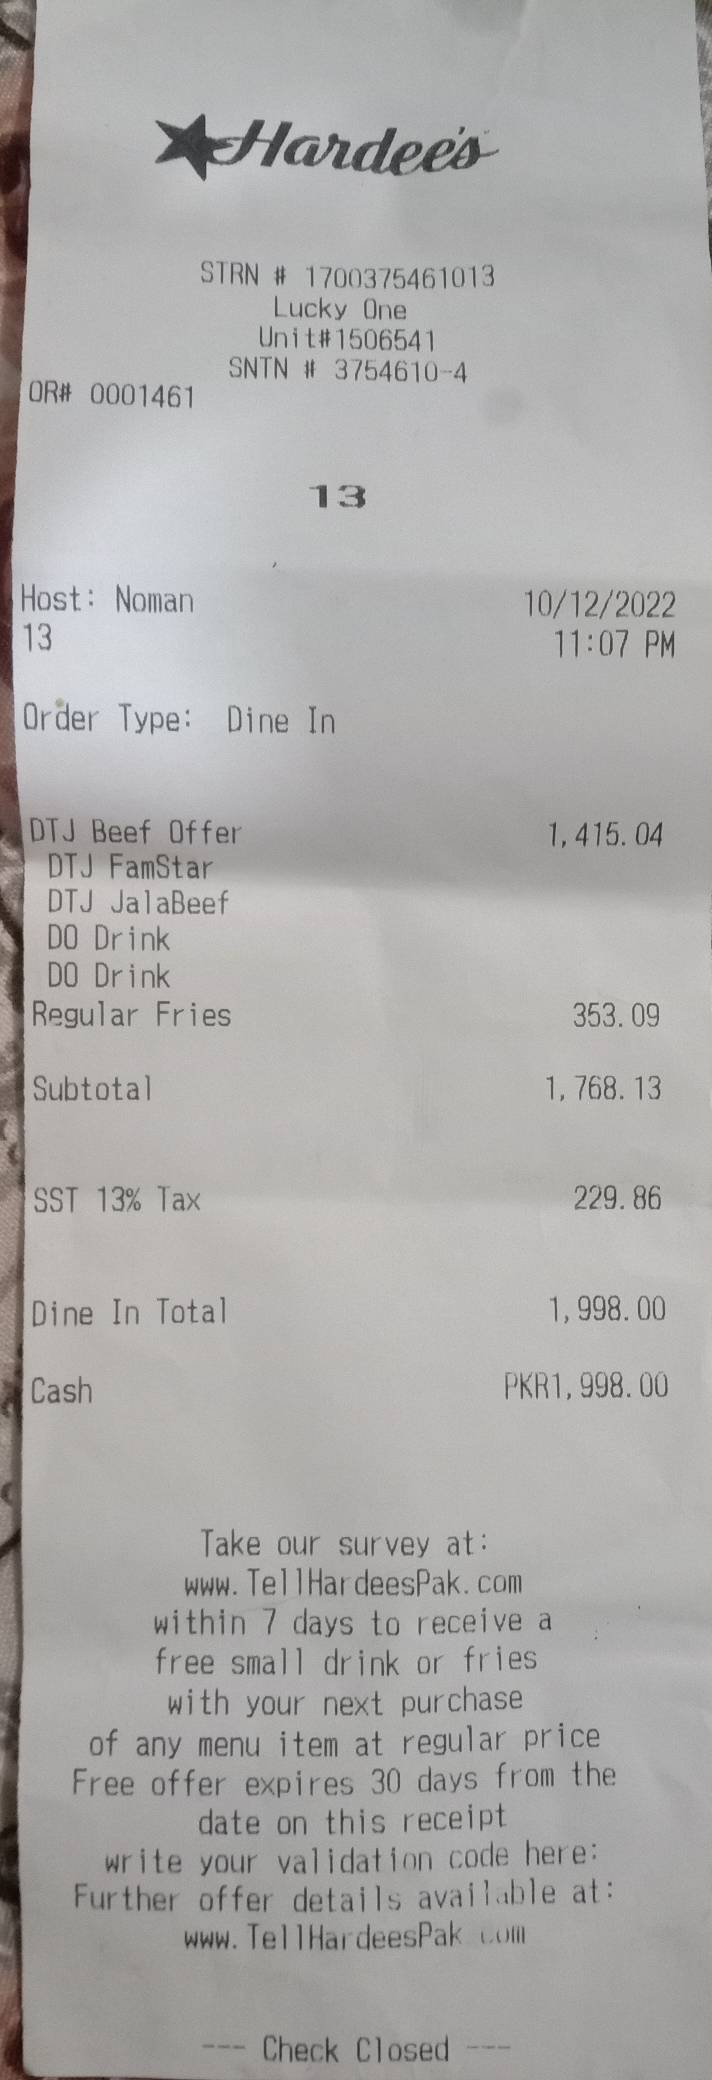 Hardee's
STRN # 1700375461013
Lucky One
Unit#1506541
SNTN # 3754610-4
OR# 0001461
13
Host: Noman 10/12/2022
13 11:07 PM
Order Type: Dine In
DTJ Beef Offer 1,415.04
DTJ FamStar
DTJ JalaBeef
DO Drink
DO Drink
Regular Fries 353.09
Subtotal 1,768.13
SST 13% Tax 229.86
Dine In Total 1,998.00
Cash PKR1,998.00
Take our survey at:
www.TellHardeesPak.com
within 7 days to receive a
free small drink or fries
with your next purchase
of any menu item at regular price
Free offer expires 30 days from the
date on this receipt
write your validation code here:
Further offer details available at:
www.TellHardeesPak com
--- Check Closed ---